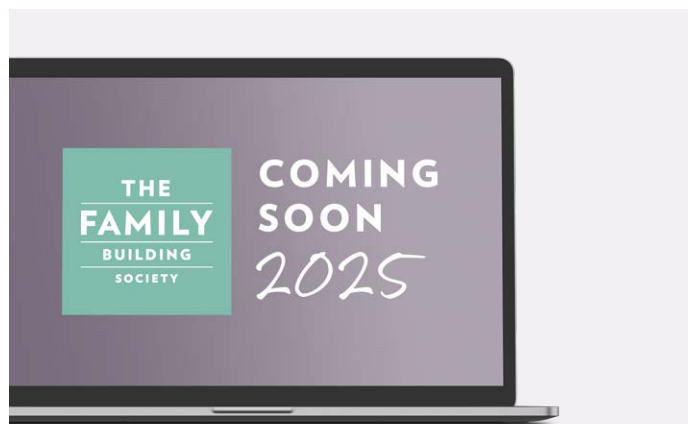 THE
FAMILY
BUILDING
SOCIETY
COMING
SOON
2025